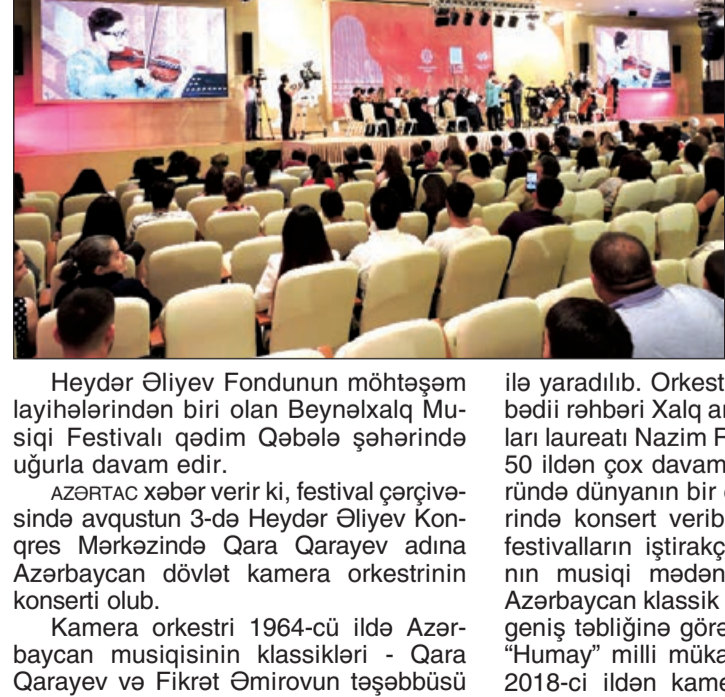 Heydər Əliyev Fondunun möhtəşəm
layihələrindən biri olan Beynəlxalq Mu-
siqi Festivalı qədim Qəbələ şəhərində
uğurla davam edir.
AZƏRTAC xəbər verir ki, festival çərçivə-
sində avqustun 3-də Heydər Əliyev Kon-
qres Mərkəzində Qara Qarayev adına
Azərbaycan dövlət kamera orkestrinin
konserti olub.
Kamera orkestri 1964-cü ildə Azər-
baycan musiqisinin klassikləri - Qara
Qarayev və Fikrət Əmirovun təşəbbüsü
ilə yaradılıb. Orkest
bədii rəhbəri Xalq ar
ları laureatı Nazim R
50 ildən çox davam
ründə dünyanın bir
rində konsert verib
festivalların iştirakç
nın musiqi mədən
Azərbaycan klassik
geniş təbliğinə görə
"Humay" milli müka
2018-ci ildən kame